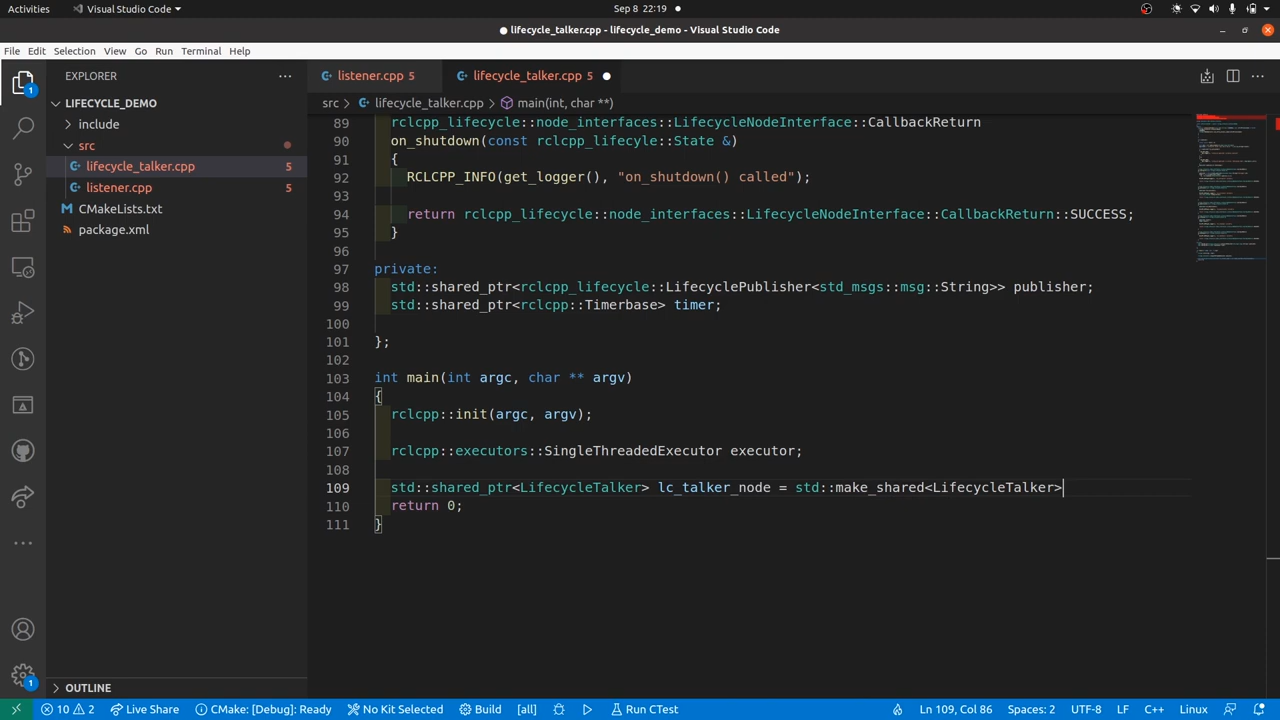 Activities Visual Studio Code Sep 8 22:19
lifecycle_talker.cpp - lifecycle_demo - Visual Studio Code
File Edit Selection View Go Run Terminal Help
EXPLORER
listener.cpp 5 lifecycle_talker.cpp 5
LIFECYCLE_DEMO
src > lifecycle_talker.cpp > main(int, char **)
include
src
lifecycle_talker.cpp 5
listener.cpp 5
CMakeLists.txt
package.xml
1
89 rclcpp_lifecycle::node_interfaces::LifecycleNodeInterface::CallbackReturn
90 on_shutdown(const rclcpp_lifecycle::State &)
91 {
92 RCLCPP_INFO(get_logger(), "on_shutdown() called");
93
94 return rclcpp_lifecycle::node_interfaces::LifecycleNodeInterface::CallbackReturn::SUCCESS;
95 }
96
97 private:
98 std::shared_ptr<rclcpp_lifecycle::LifecyclePublisher<std_msgs::msg::String>> publisher;
99 std::shared_ptr<rclcpp::Timerbase> timer;
100
101 };
102
103 int main(int argc, char ** argv)
104 {
105 rclcpp::init(argc, argv);
106
107 rclcpp::executors::SingleThreadedExecutor executor;
108
109 std::shared_ptr<LifecycleTalker> lc_talker_node = std::make_shared<LifecycleTalker>
110 return 0;
111 }
1
OUTLINE
10 2 Live Share CMake: [Debug]: Ready No Kit Selected Build [all] Run CTest Ln 109, Col 86 Spaces: 2 UTF-8 LF C++ Linux